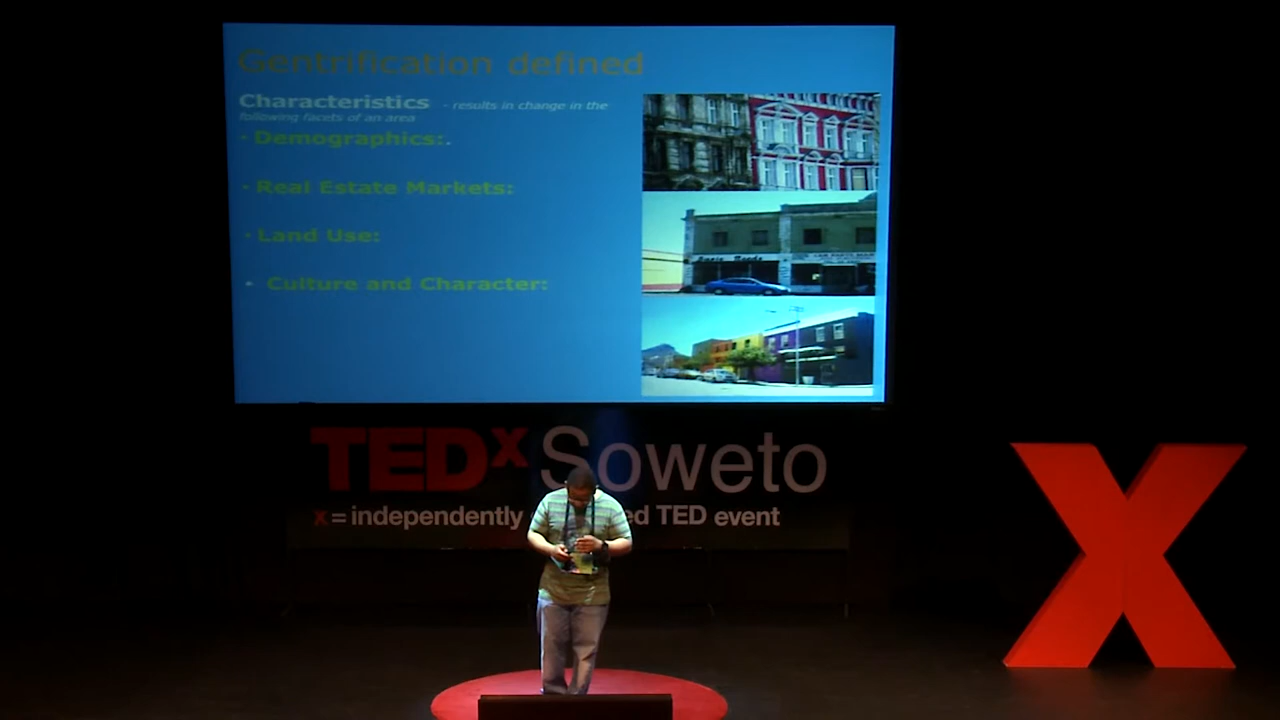 Gentrification defined
Characteristics - results in change in the
following facets of an area
· Demographics:.
· Real Estate Markets:
· Land Use:
• Culture and Character:
TEDx Soweto
x = independently ed TED event
X